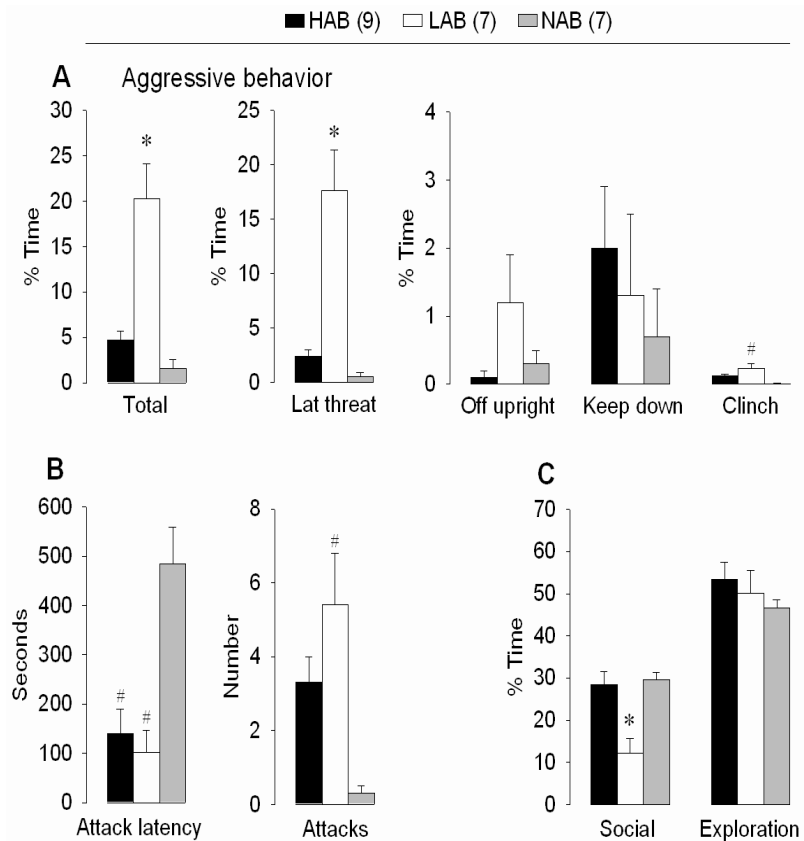 HAB (9) LAB (7) NAB (7)
A Aggressive behavior
% Time
30
25
20
15
10
5
0
*
Total
% Time
25
20
15
10
5
0
*
Lat threat
% Time
4
3
2
1
0
#
Off upright Keep down Clinch
B
Seconds
600
500
400
300
200
100
0
# #
Attack latency
Number
8
6
4
2
0
#
Attacks
C
% Time
70
60
50
40
30
20
10
0
*
Social Exploration